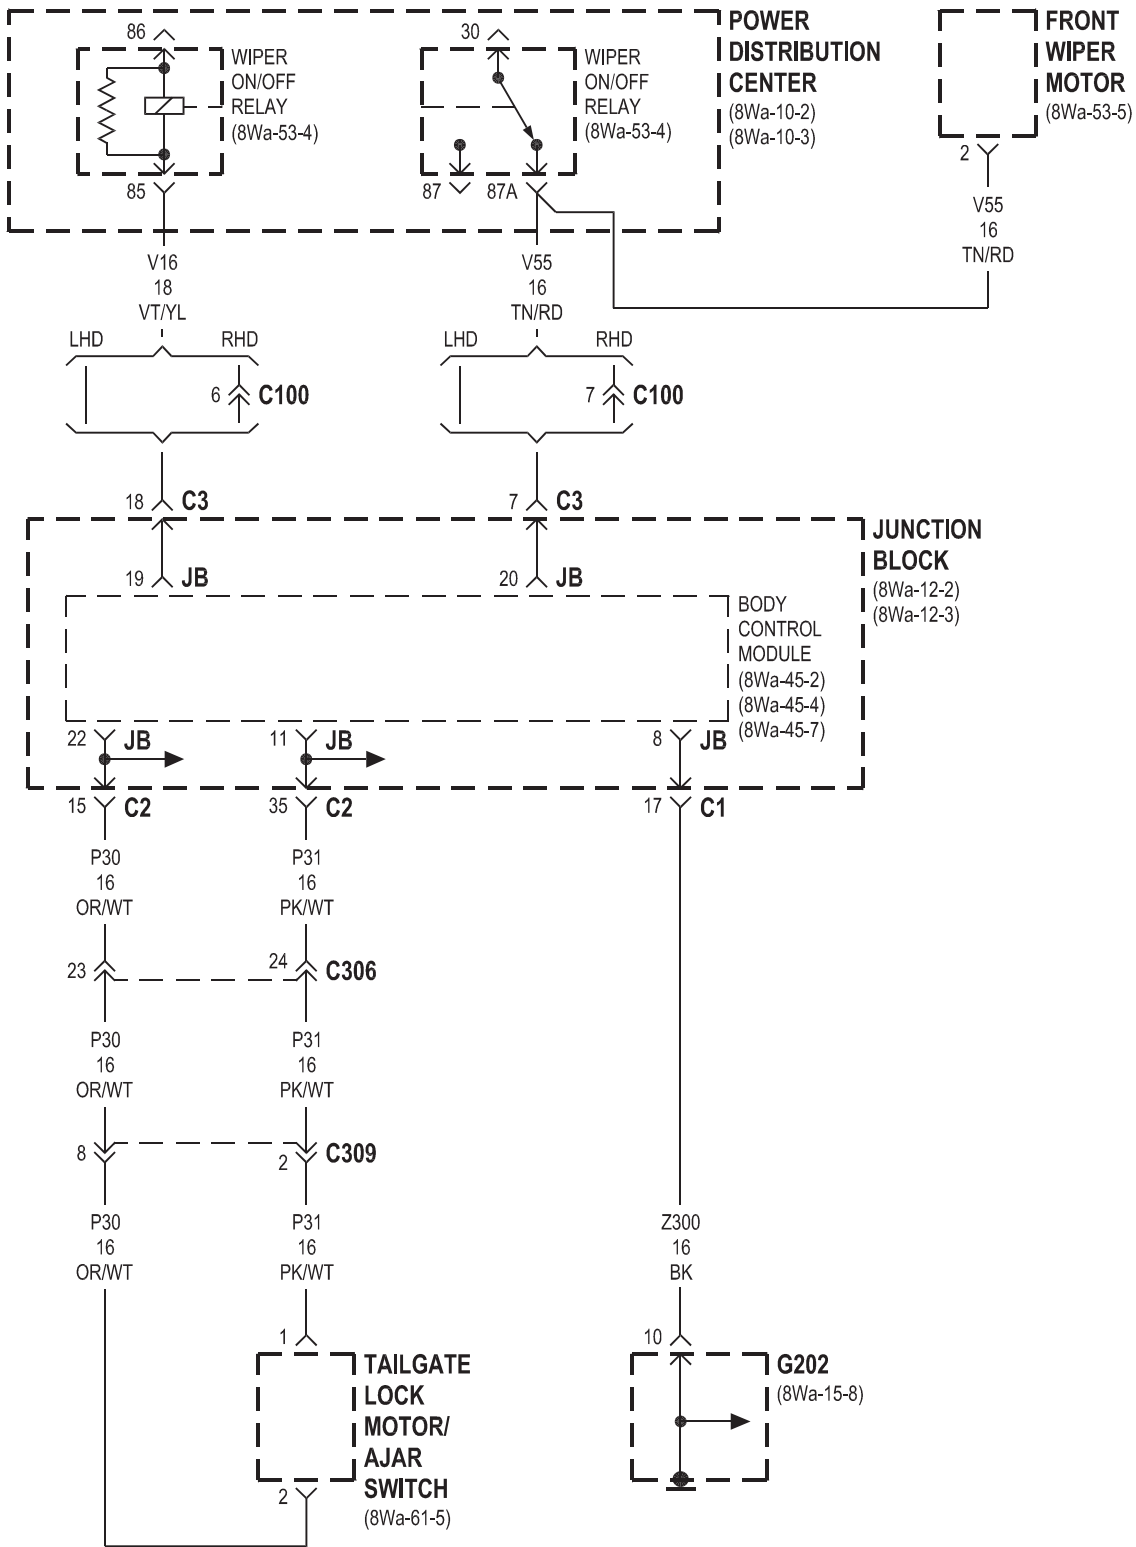 86
WIPER
ON/OFF
RELAY
(8Wa-53-4)
85
30
WIPER
ON/OFF
RELAY
(8Wa-53-4)
87
87A
POWER
DISTRIBUTION
CENTER
(8Wa-10-2)
(8Wa-10-3)
FRONT
WIPER
MOTOR
(8Wa-53-5)
2
V55
16
TN/RD
V16
18
VT/YL
V55
16
TN/RD
LHD
RHD
LHD
RHD
6
C100
7
C100
18
C3
7
C3
JUNCTION
BLOCK
(8Wa-12-2)
(8Wa-12-3)
19
JB
20
JB
BODY
CONTROL
MODULE
(8Wa-45-2)
(8Wa-45-4)
(8Wa-45-7)
22
JB
11
JB
8
JB
15
C2
35
C2
17
C1
P30
16
OR/WT
P31
16
PK/WT
23
24
C306
P30
16
OR/WT
P31
16
PK/WT
8
2
C309
P30
16
OR/WT
P31
16
PK/WT
Z300
16
BK
1
TAILGATE
LOCK
MOTOR/
AJAR
SWITCH
(8Wa-61-5)
2
10
G202
(8Wa-15-8)